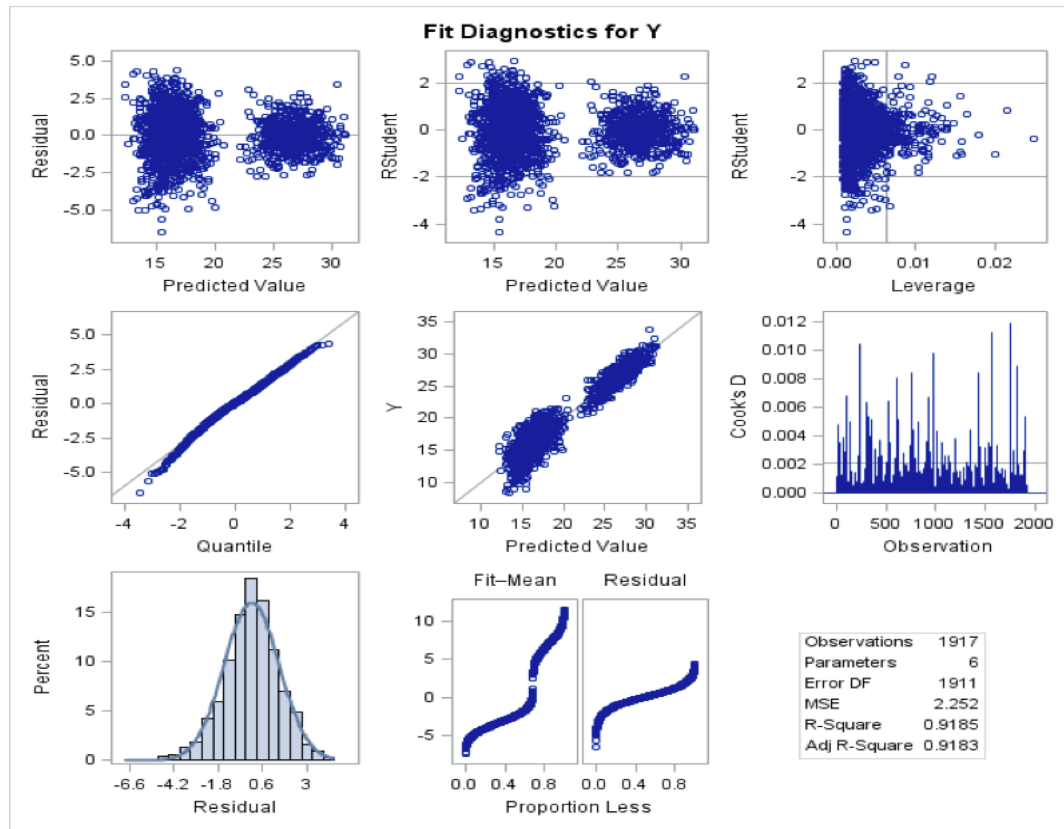 Fit Diagnostics for Y
Residual
5.0
2.5
0.0
-2.5
-5.0
15 20 25 30
Predicted Value
RStudent
2
0
-2
-4
15 20 25 30
Predicted Value
RStudent
2
0
-2
-4
0.00 0.01 0.02
Leverage
Residual
5.0
2.5
0.0
-2.5
-5.0
-4 -2 0 2 4
Quantile
Y
35
30
25
20
15
10
10 15 20 25 30 35
Predicted Value
Cook's D
0.012
0.010
0.008
0.006
0.004
0.002
0.000
0 500 1000 1500 2000
Observation
Percent
15
10
5
0
-6.6 -4.2 -1.8 0.6 3
Residual
Fit–Mean Residual
10
5
0
-5
0.0 0.4 0.8 0.0 0.4 0.8
Proportion Less
Observations 1917
Parameters 6
Error DF 1911
MSE 2.252
R-Square 0.9185
Adj R-Square 0.9183